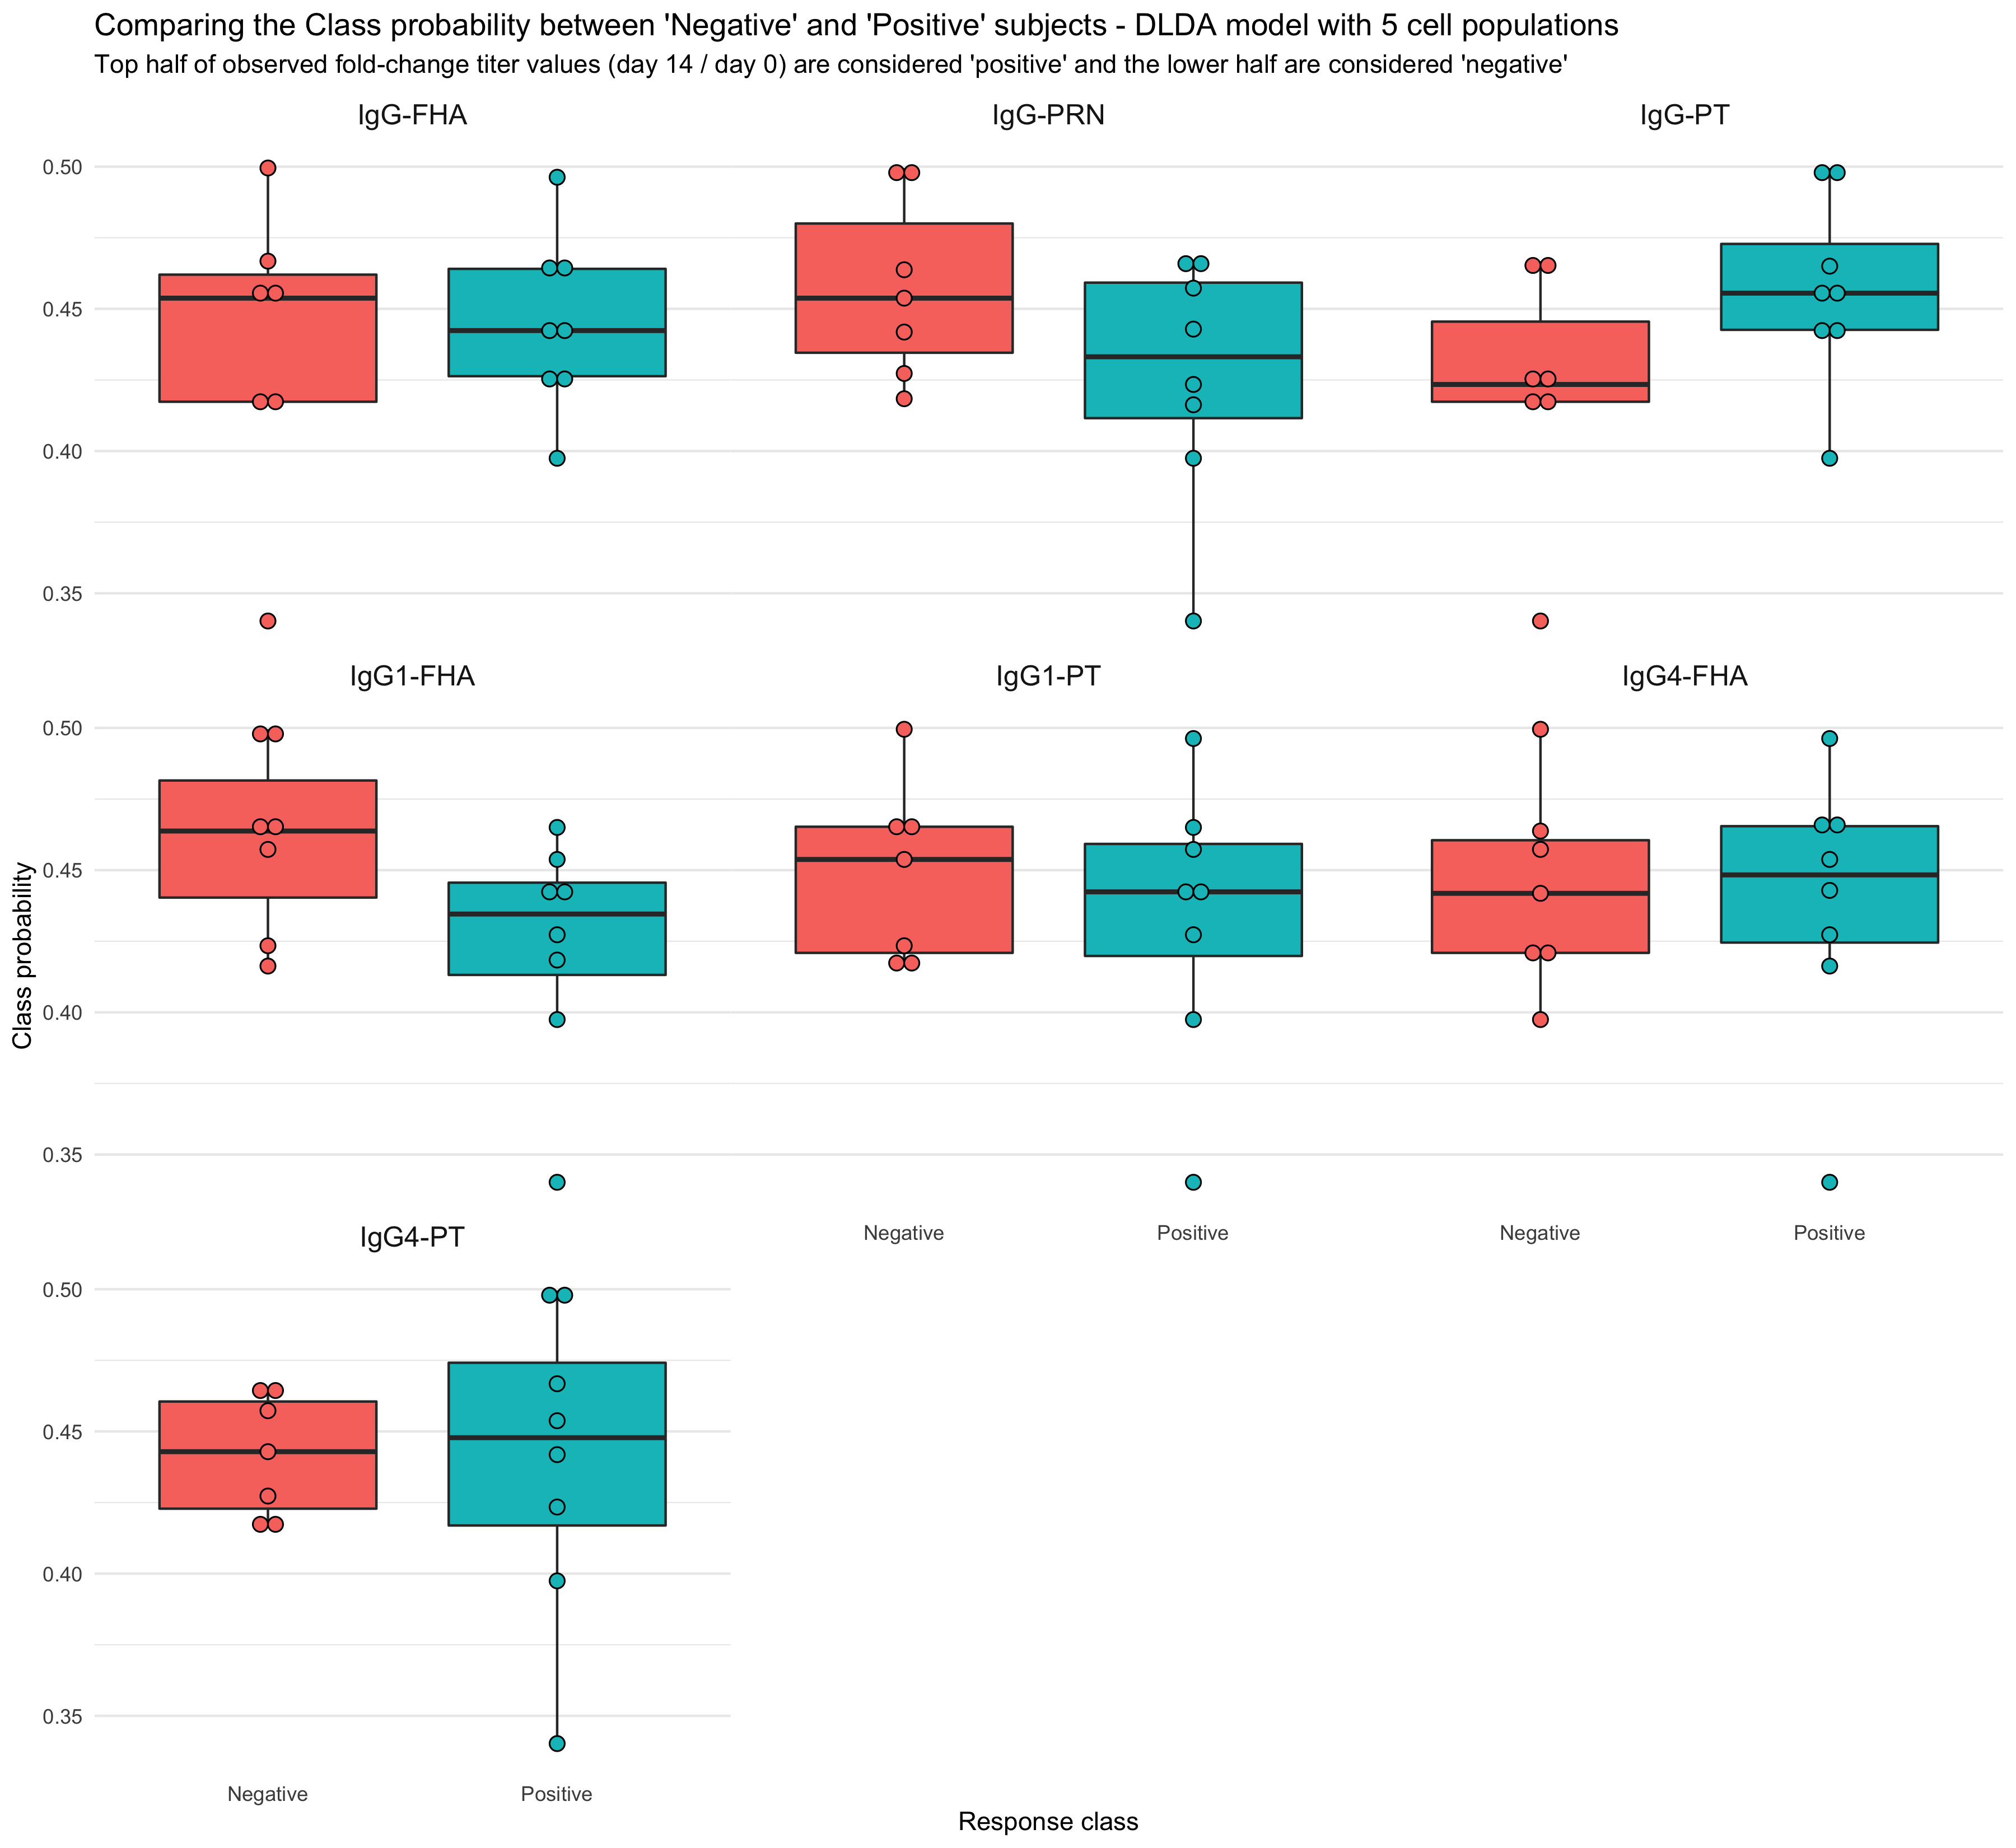 Comparing the Class probability between 'Negative' and 'Positive' subjects - DLDA model with 5 cell populations
Top half of observed fold-change titer values (day 14 / day 0) are considered 'positive' and the lower half are considered 'negative'
IgG-FHA
IgG-PRN
IgG-PT
0.50
0.45
0.40
0.35
IgG1-FHA
IgG1-PT
IgG4-FHA
0.50
0.45
0.40
0.35
Class probability
Negative
Positive
Negative
Positive
IgG4-PT
0.50
0.45
0.40
0.35
Negative
Positive
Response class